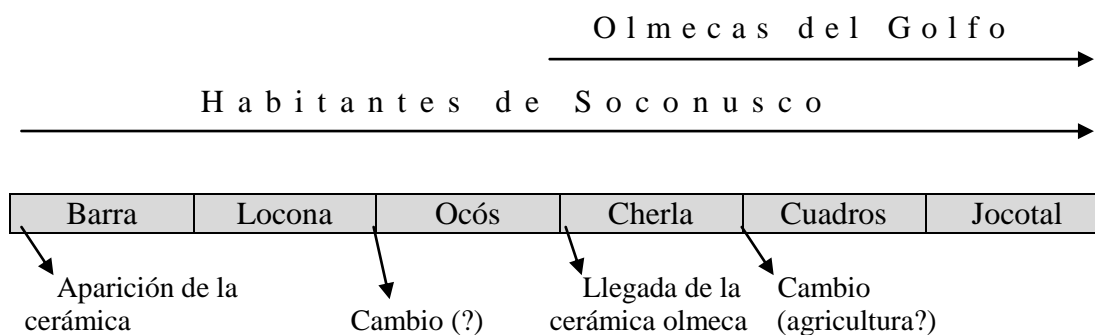 Olmecas del Golfo
Habitantes de Soconusco
Barra Locona Ocós Cherla Cuadros Jocotal
Aparición de la cerámica
Cambio (?)
Llegada de la cerámica olmeca
Cambio (agricultura?)